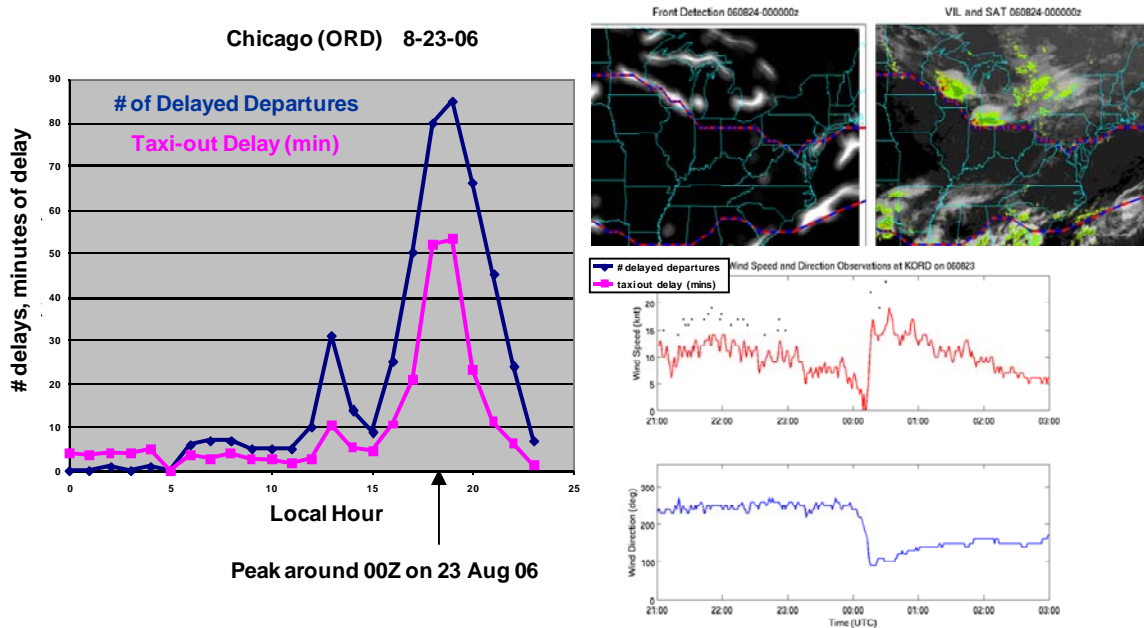 Chicago (ORD) 8-23-06
# of Delayed Departures
Taxi-out Delay (min)
# delays, minutes of delay
90
80
70
60
50
40
30
20
10
0
0 5 10 15 20 25
Local Hour
Peak around 00Z on 23 Aug 06
Front Detection 060824-000000z
VIL and SAT 060824-000000z
# delayed departures
taxi out delay (mins)
Wind Speed and Direction Observations at KORD on 060823
Wind Speed (knt)
20
15
10
5
0
21:00 22:00 23:00 00:00 01:00 02:00 03:00
Wind Direction (deg)
300
200
100
0
21:00 22:00 23:00 00:00 01:00 02:00 03:00
Time (UTC)